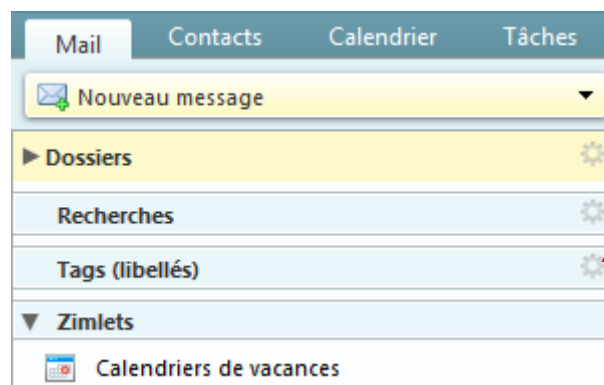 Mail Contacts Calendrier Tâches
Nouveau message
Dossiers
Recherches
Tags (libellés)
Zimlets
Calendriers de vacances